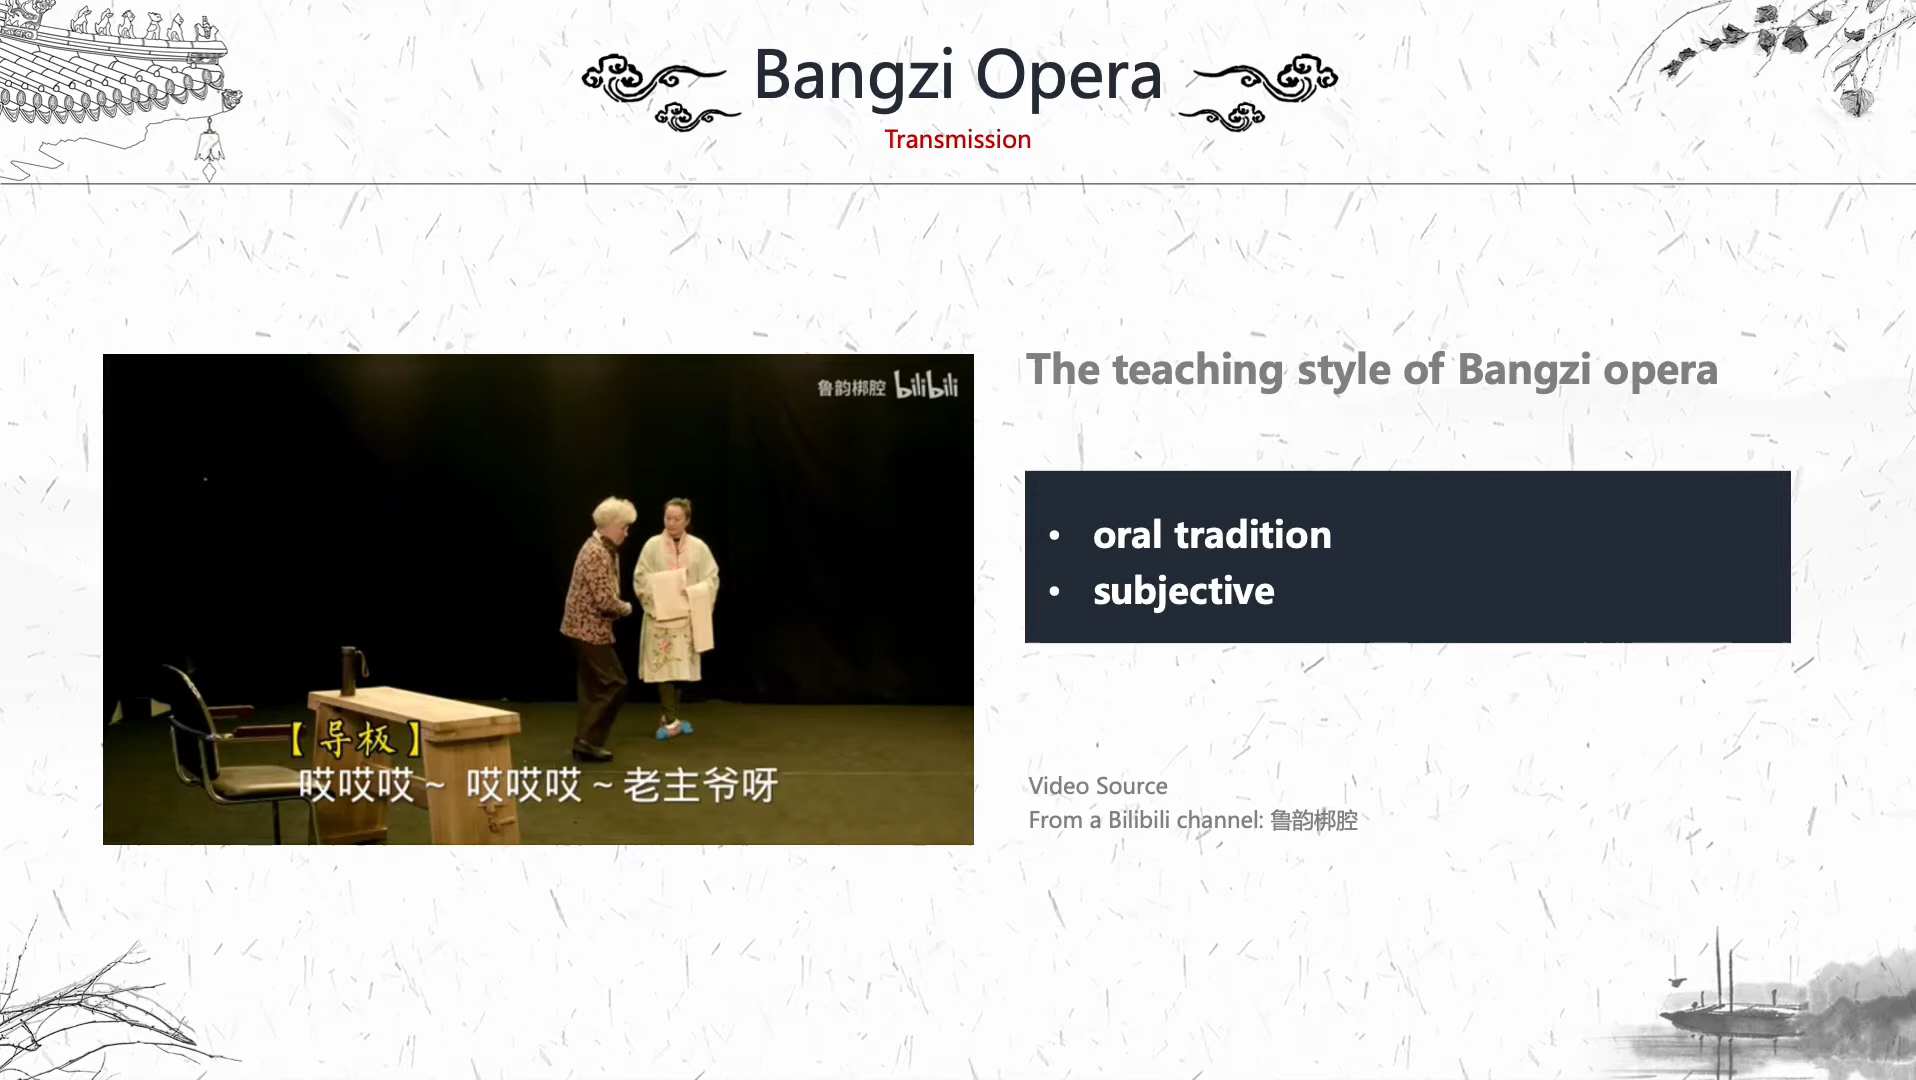 Bangzi Opera
Transmission
鲁韵梆腔 bilibili
【导板】
哎哎哎~ 哎哎哎~老主爷呀
The teaching style of Bangzi opera
• oral tradition
• subjective
Video Source
From a Bilibili channel: 鲁韵梆腔